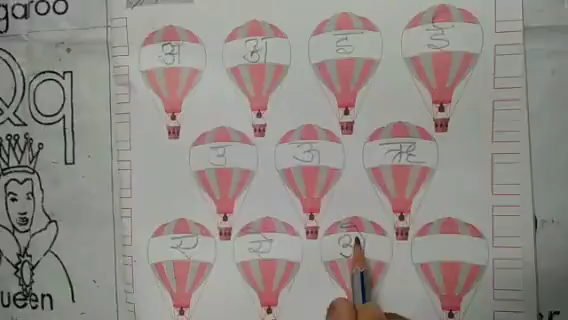 garoo
Qq
अ आ इ ई
उ ऊ ऋ
ए ऐ ओ
ueen